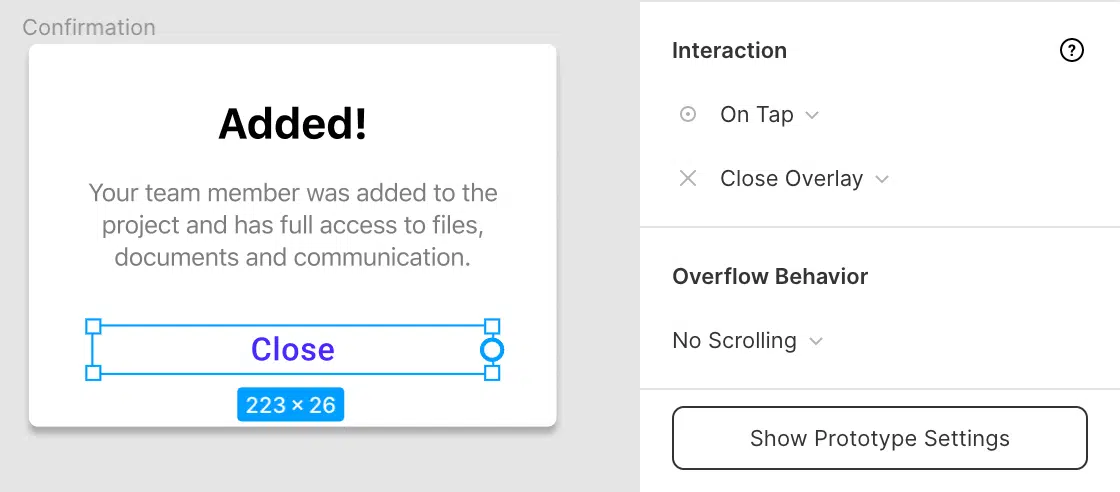 Confirmation
Added!
Your team member was added to the
project and has full access to files,
documents and communication.
Close
223 × 26
Interaction
?
On Tap
Close Overlay
Overflow Behavior
No Scrolling
Show Prototype Settings